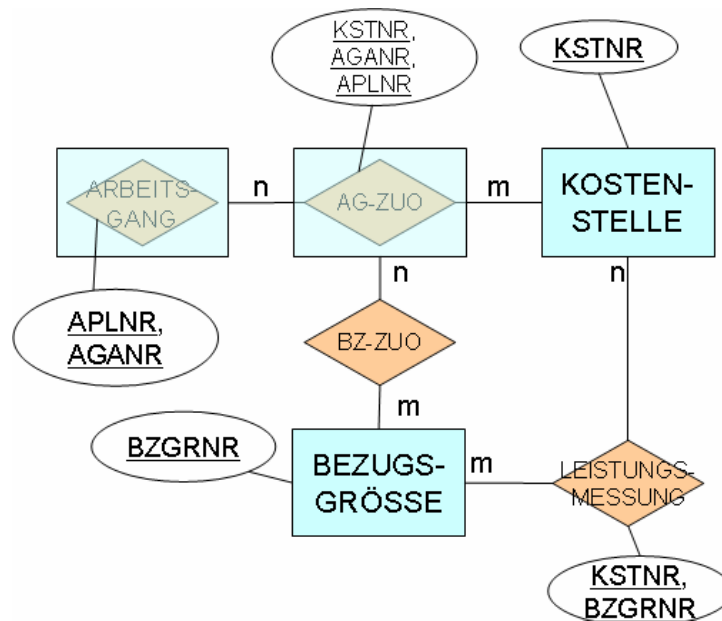 KSTNR,
AGANR,
APLNR
KSTNR
ARBEITS-
GANG
n
AG-ZUO
m
KOSTEN-
STELLE
n
n
APLNR,
AGANR
BZ-ZUO
m
BZGRNR
BEZUGS-
GRÖSSE
m
LEISTUNGS-
MESSUNG
KSTNR,
BZGRNR